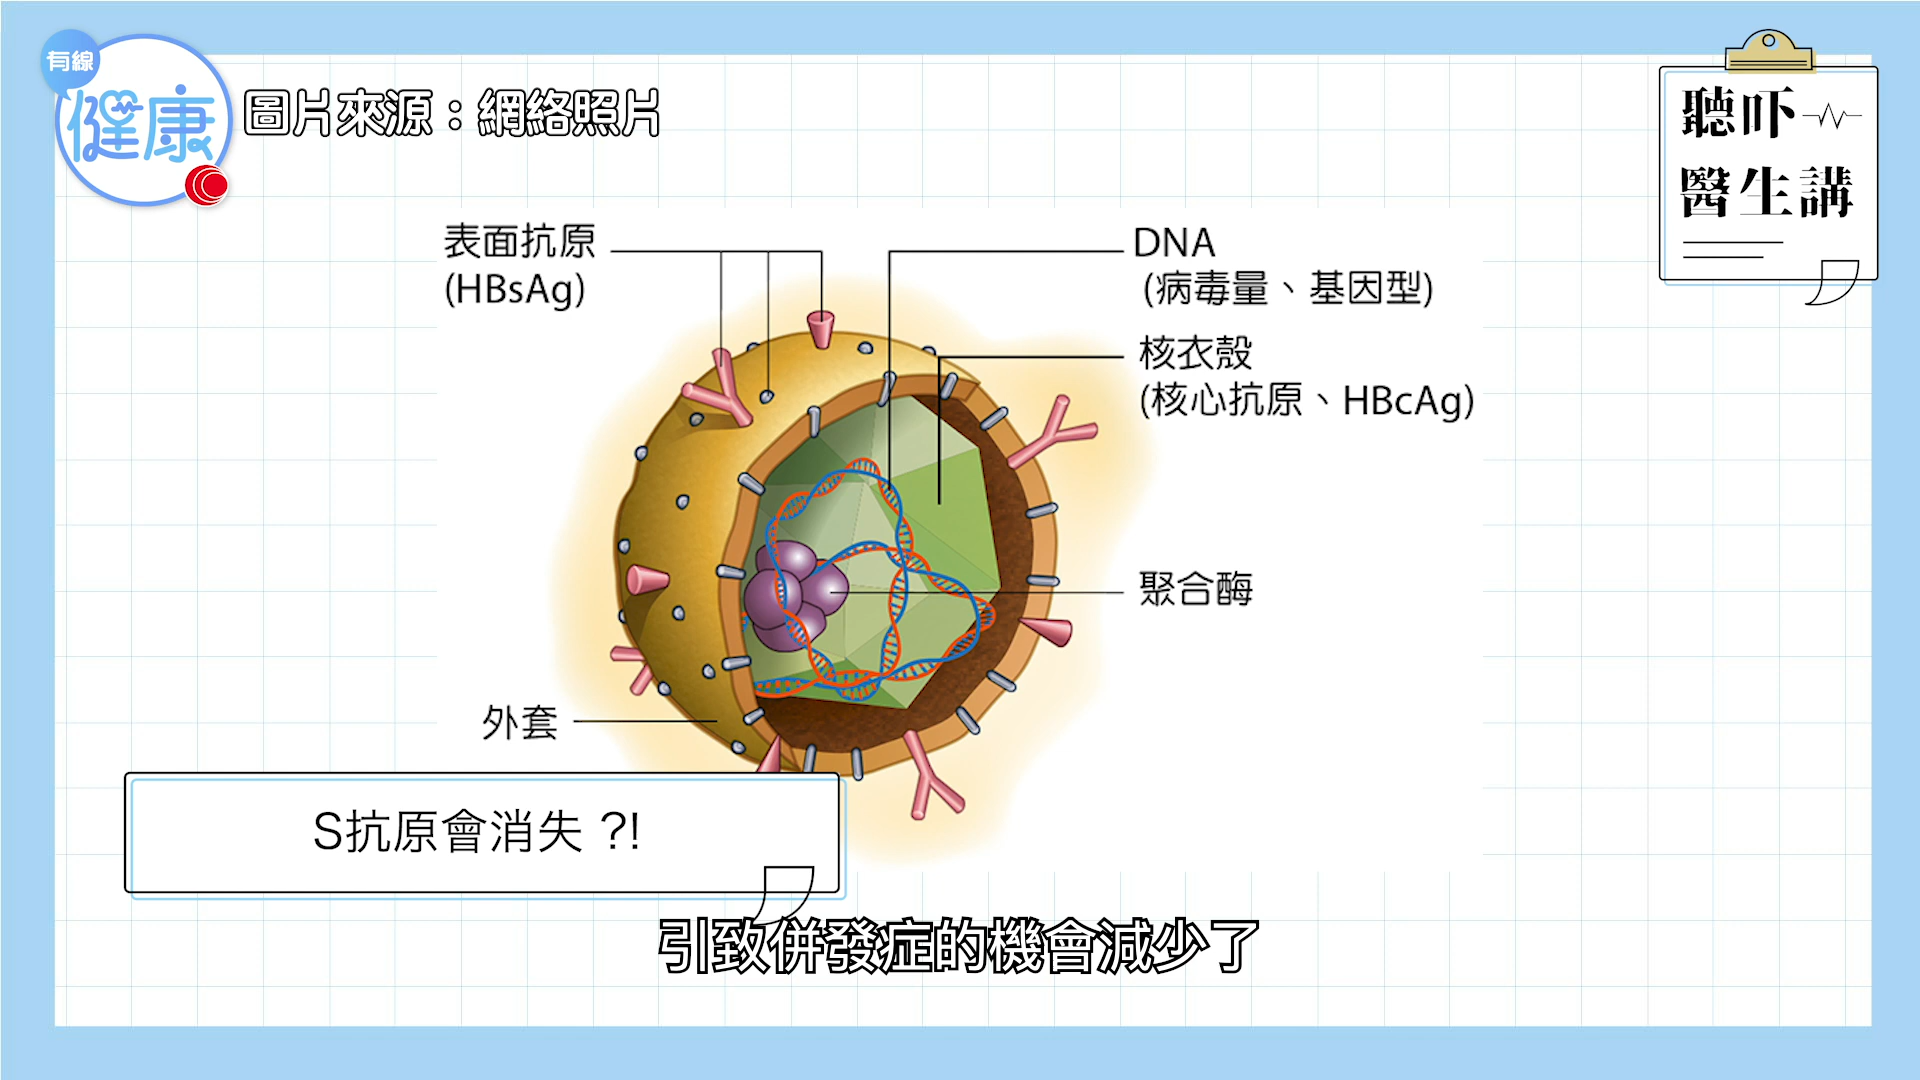 有線
健康
圖片來源：網絡照片
聽吓
醫生講
表面抗原
(HBsAg)
DNA
(病毒量、基因型)
核衣殼
(核心抗原、HBcAg)
聚合酶
外套
S抗原會消失 ?!
引致併發症的機會減少了